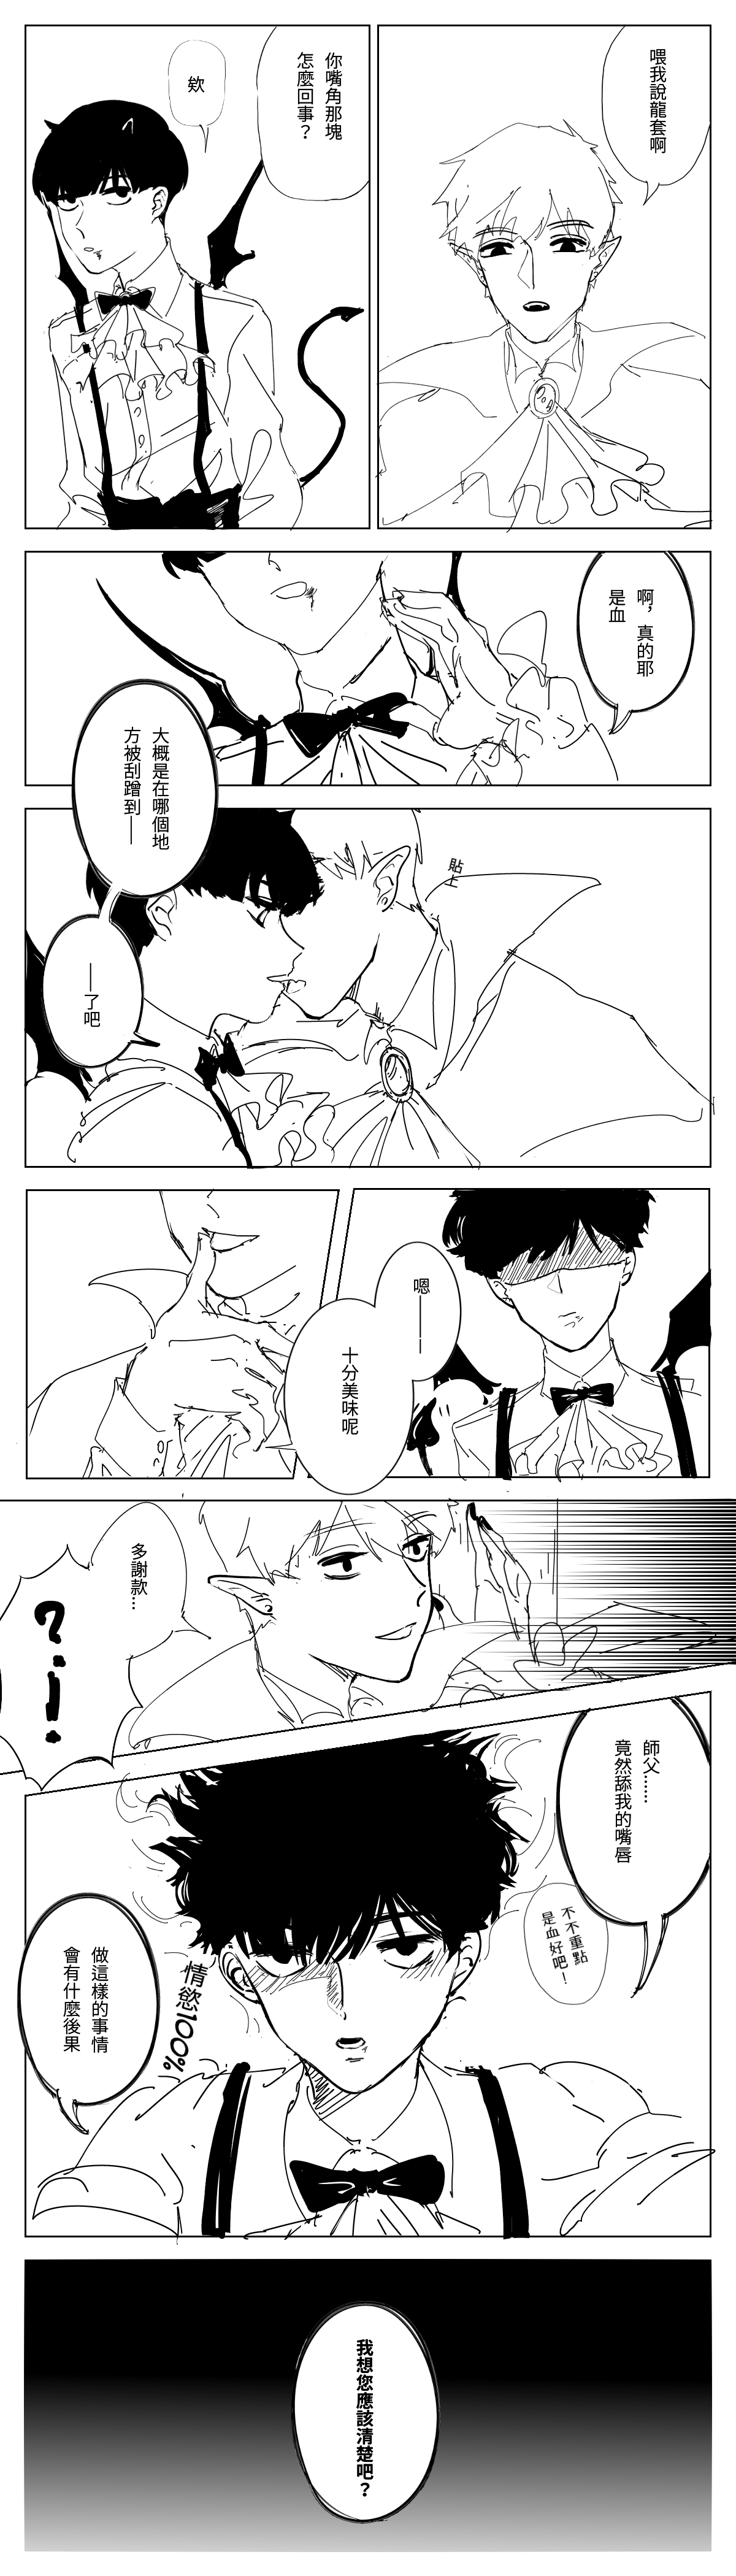 喂我說龍套啊
你嘴角那塊
怎麼回事？
欸
啊，真的耶
是血
大概是在哪個地
方被刮蹭到——
貼上
——了吧
嗯———
十分美味呢
多謝款…
？！
師父……
竟然舔我的嘴唇
不不重點
是血好吧！
情慾100%
做這樣的事情
會有什麼後果
我想您應該清楚吧？